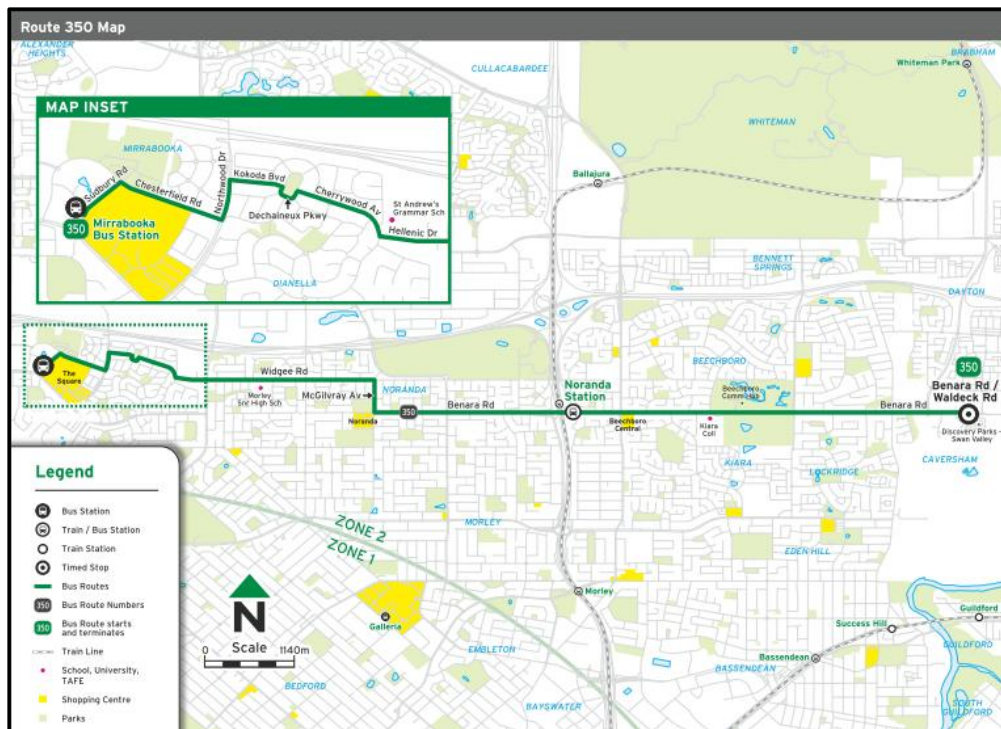 Route 350 Map
ALEXANDER
HEIGHTS
CULLACABARDEE
BRABHAM
Whiteman Park
MAP INSET
MIRRABOOKA
Sudbury Rd
Chesterfield Rd
Northwood Dr
Kokoda Bvd
Dechaineux Pkwy
Cherrywood Av
St Andrew's
Grammar Sch
Hellenic Dr
350
Mirrabooka
Bus Station
DIANELLA
WHITEMAN
Ballajura
BENNETT
SPRINGS
DAYTON
The
Square
Widgee Rd
Morley
Snr High Sch
McGilvray Av
NORANDA
Noranda
350
Benara Rd
Noranda
Station
BEECHBORO
Beechboro
Comm Hub
Beechboro
Central
Kiara
Coll
Benara Rd
350
Benara Rd /
Waldeck Rd
Discovery Parks -
Swan Valley
CAVERSHAM
KIARA
LOCKRIDGE
MORLEY
EDEN HILL
ZONE 2
ZONE 1
Legend
Bus Station
Train / Bus Station
Train Station
Timed Stop
Bus Routes
350
Bus Route Numbers
350
Bus Route starts
and terminates
Train Line
School, University,
TAFE
Shopping Centre
Parks
N
Scale
0 1140m
Galleria
Morley
EMBLETON
BEDFORD
BAYSWATER
Success Hill
Guildford
Bassendean
BASSENDEAN
GUILDFORD
SOUTH
GUILDFORD